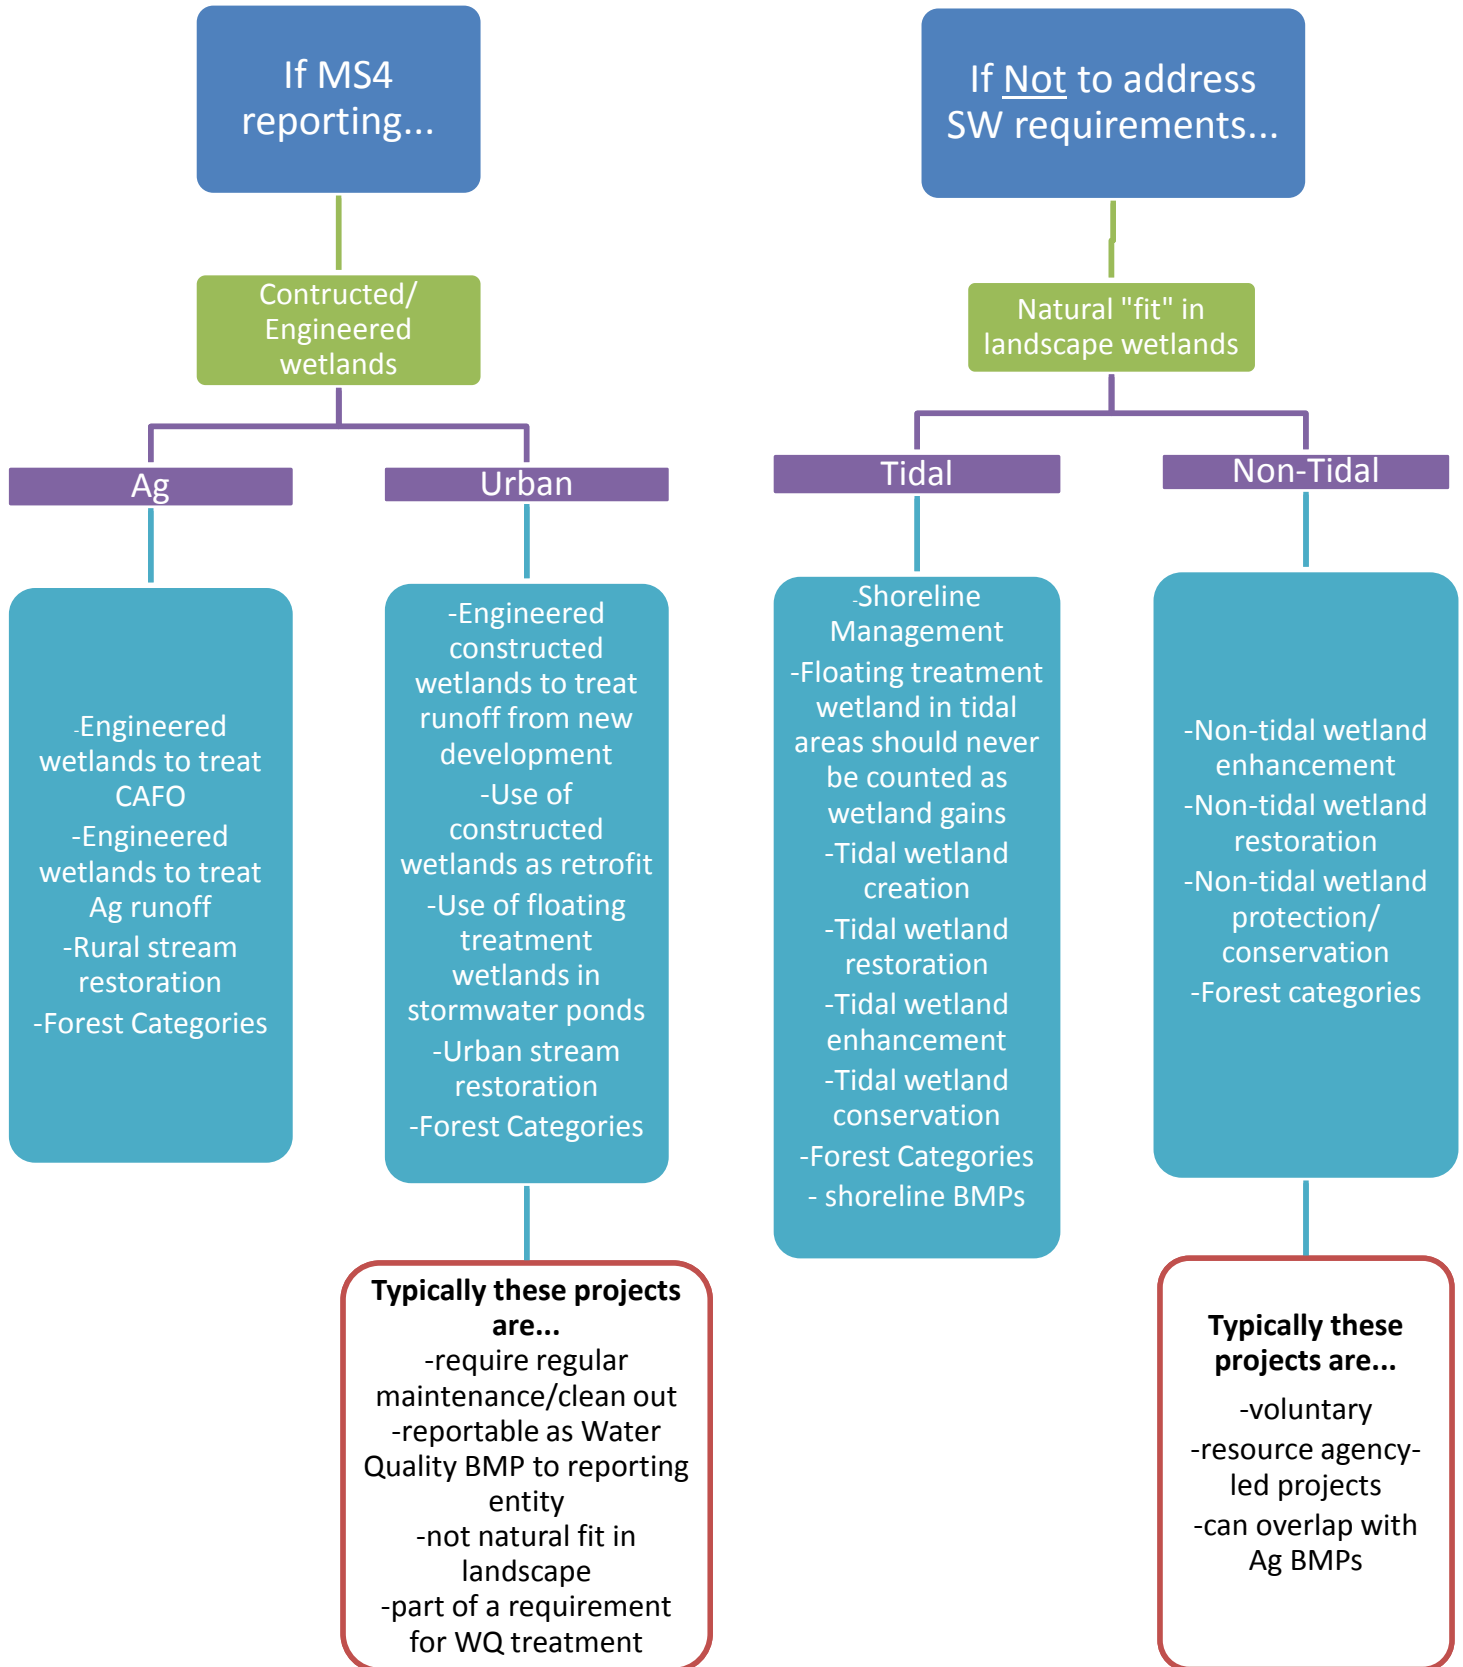 If MS4
reporting...
Contructed/
Engineered
wetlands
Ag
-Engineered
wetlands to treat
CAFO
-Engineered
wetlands to treat
Ag runoff
-Rural stream
restoration
-Forest Categories
Urban
-Engineered
constructed
wetlands to treat
runoff from new
development
-Use of
constructed
wetlands as retrofit
-Use of floating
treatment
wetlands in
stormwater ponds
-Urban stream
restoration
-Forest Categories
Typically these projects
are...
-require regular
maintenance/clean out
-reportable as Water
Quality BMP to reporting
entity
-not natural fit in
landscape
-part of a requirement
for WQ treatment
If Not to address
SW requirements...
Natural "fit" in
landscape wetlands
Tidal
-Shoreline
Management
-Floating treatment
wetland in tidal
areas should never
be counted as
wetland gains
-Tidal wetland
creation
-Tidal wetland
restoration
-Tidal wetland
enhancement
-Tidal wetland
conservation
-Forest Categories
- shoreline BMPs
Non-Tidal
-Non-tidal wetland
enhancement
-Non-tidal wetland
restoration
-Non-tidal wetland
protection/
conservation
-Forest categories
Typically these
projects are...
-voluntary
-resource agency-
led projects
-can overlap with
Ag BMPs